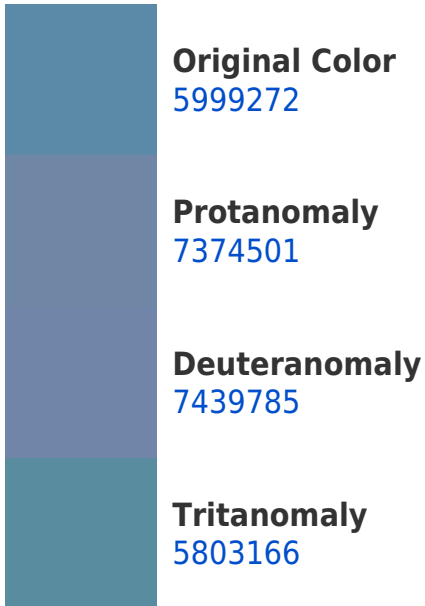 Original Color
5999272
Protanomaly
7374501
Deuteranomaly
7439785
Tritanomaly
5803166